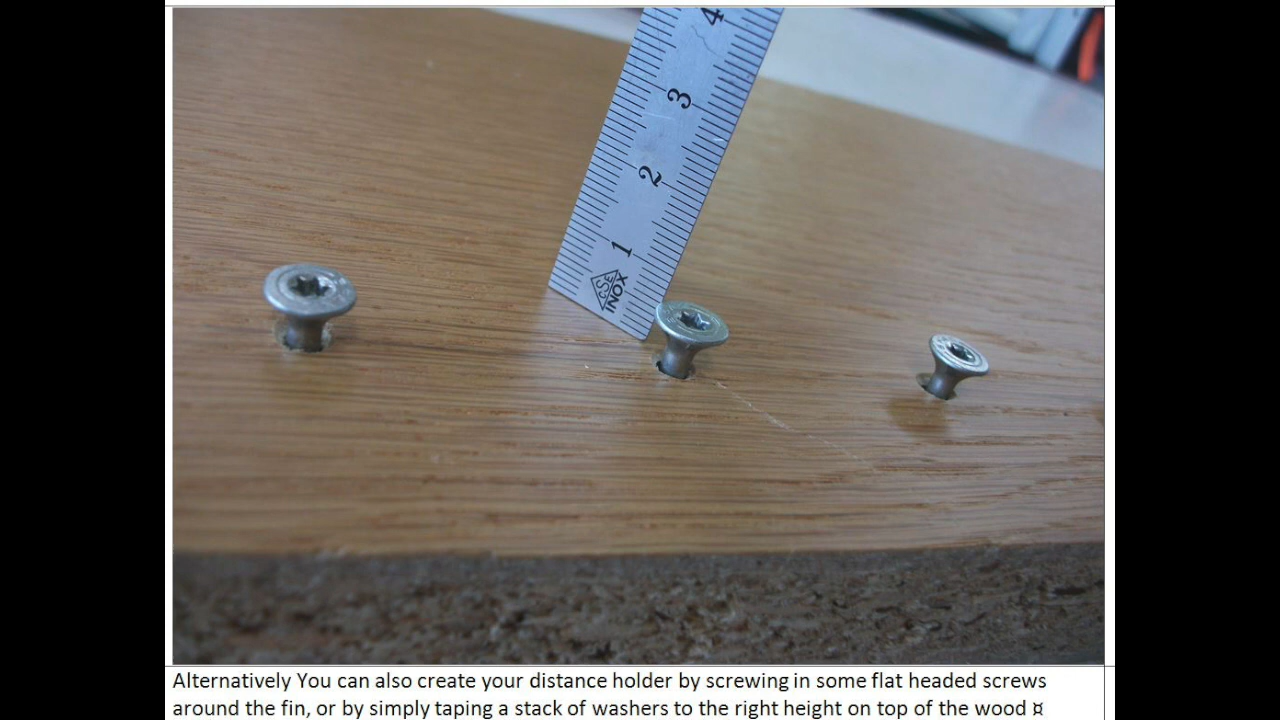 4
3
2
1
CSE
INOX
Alternatively You can also create your distance holder by screwing in some flat headed screws
around the fin, or by simply taping a stack of washers to the right height on top of the wood ¤